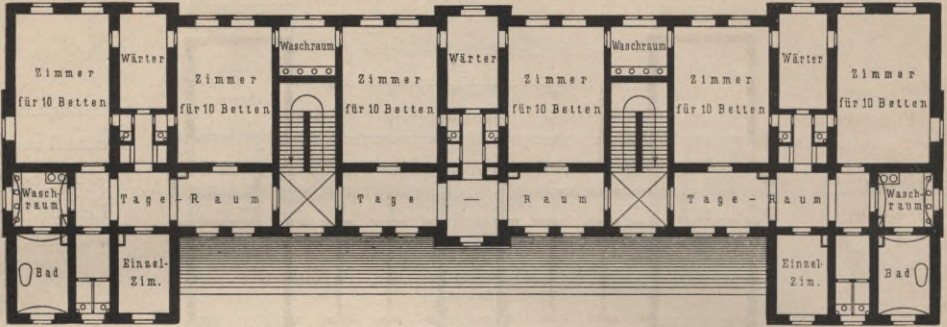 Zimmer
für 10 Betten
Wärter
Zimmer
für 10 Betten
Waschraum
Zimmer
für 10 Betten
Wärter
Zimmer
für 10 Betten
Waschraum
Zimmer
für 10 Betten
Wärter
Zimmer
für 10 Betten
Wasch-
raum
Tage-Raum
Tage — Raum
Tage-Raum
Wasch-
raum
Bad
Einzel-
Zim.
Einzel-
Zim.
Bad